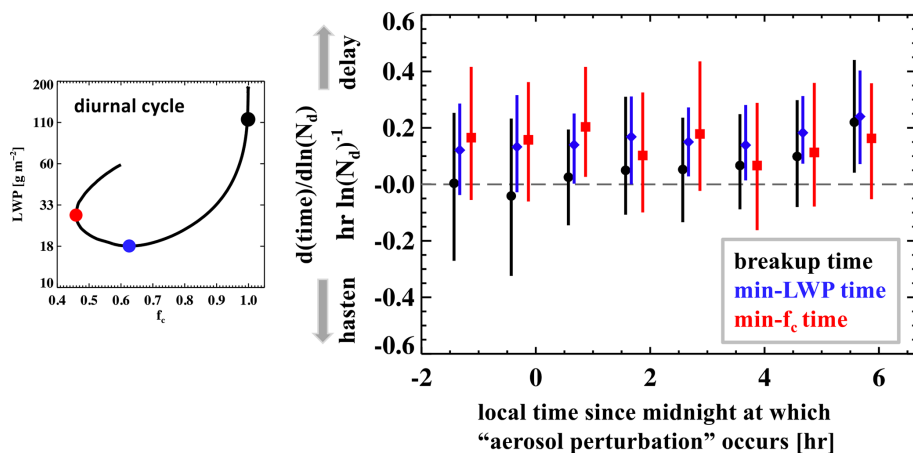 diurnal cycle
LWP [g m⁻²]
200
110
60
33
18
10
0.4 0.5 0.6 0.7 0.8 0.9 1.0
f_c
delay
hasten
d(time)/dln(N_d)
hr ln(N_d)⁻¹
0.6
0.4
0.2
-0.0
-0.2
-0.4
-0.6
breakup time
min-LWP time
min-f_c time
-2 0 2 4 6
local time since midnight at which
“aerosol perturbation” occurs [hr]